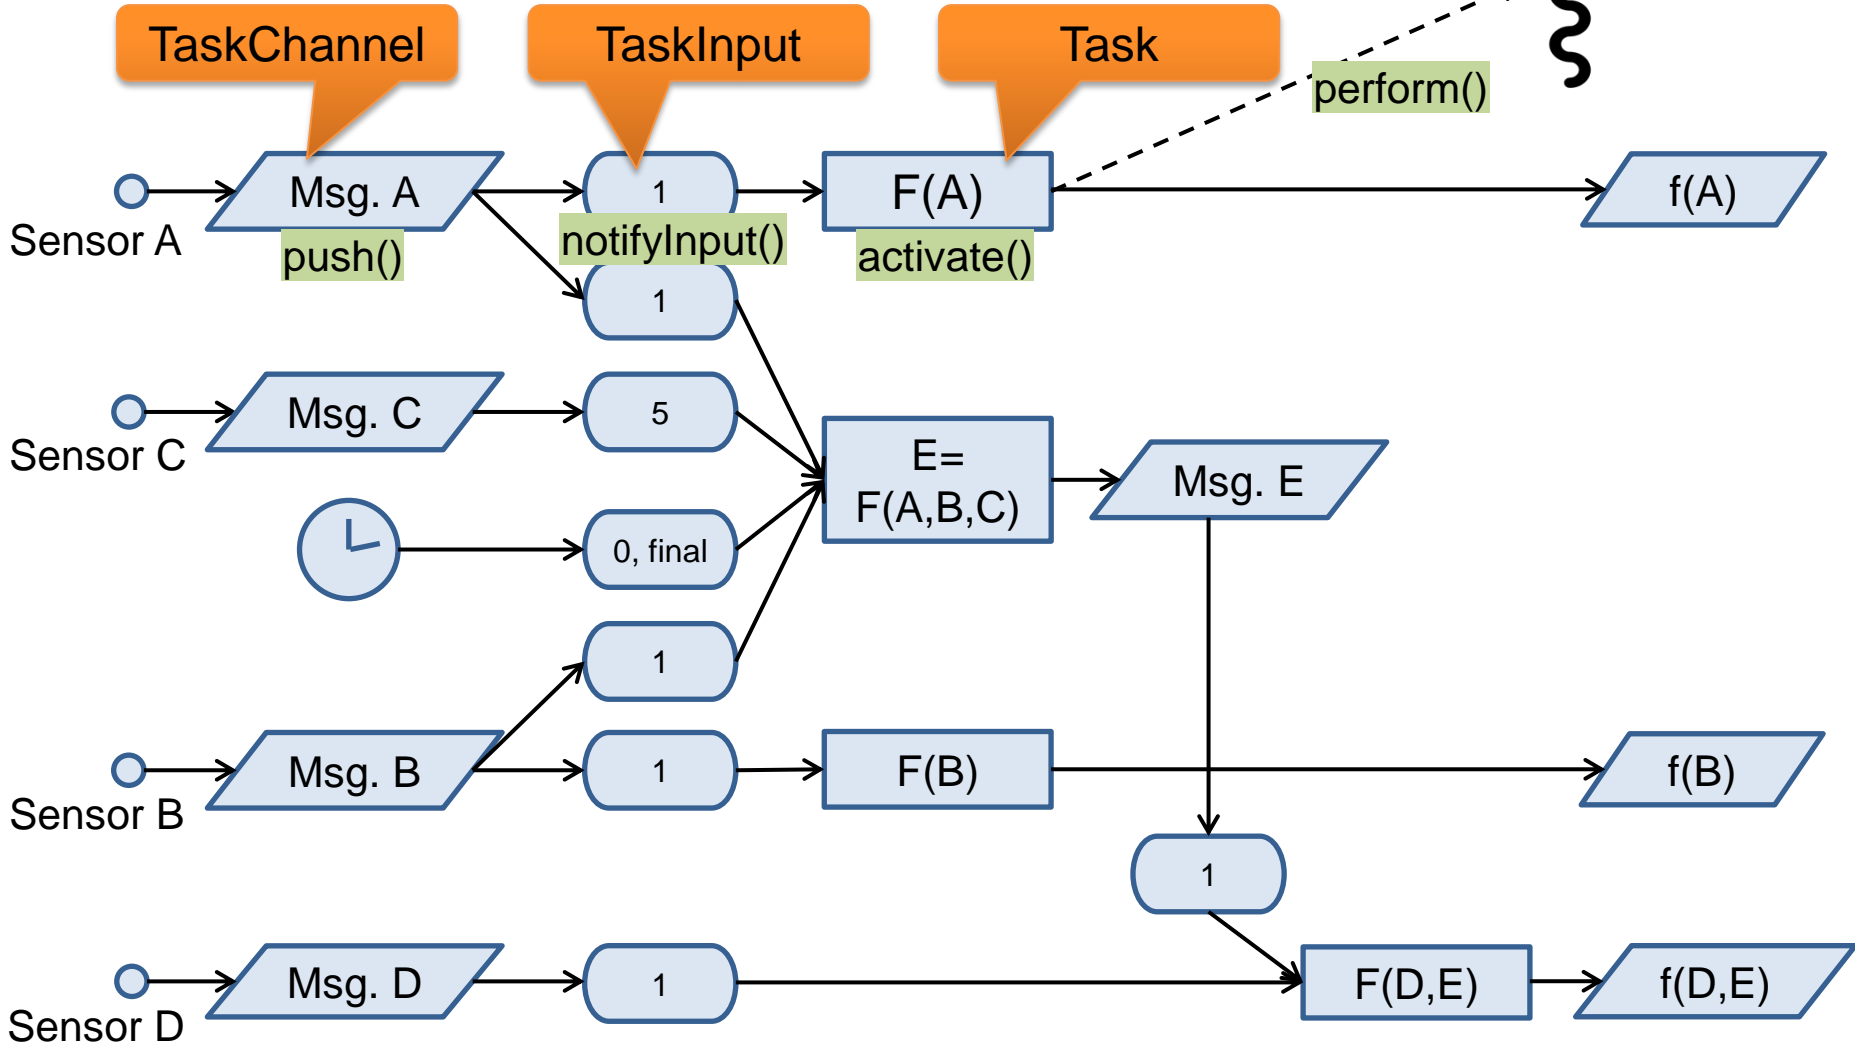 TaskChannel
TaskInput
Task
perform()
Msg. A
1
F(A)
f(A)
Sensor A
push()
notifyInput()
activate()
1
Msg. C
5
Sensor C
E=
F(A,B,C)
Msg. E
0, final
1
Msg. B
1
F(B)
f(B)
Sensor B
1
Msg. D
1
F(D,E)
f(D,E)
Sensor D